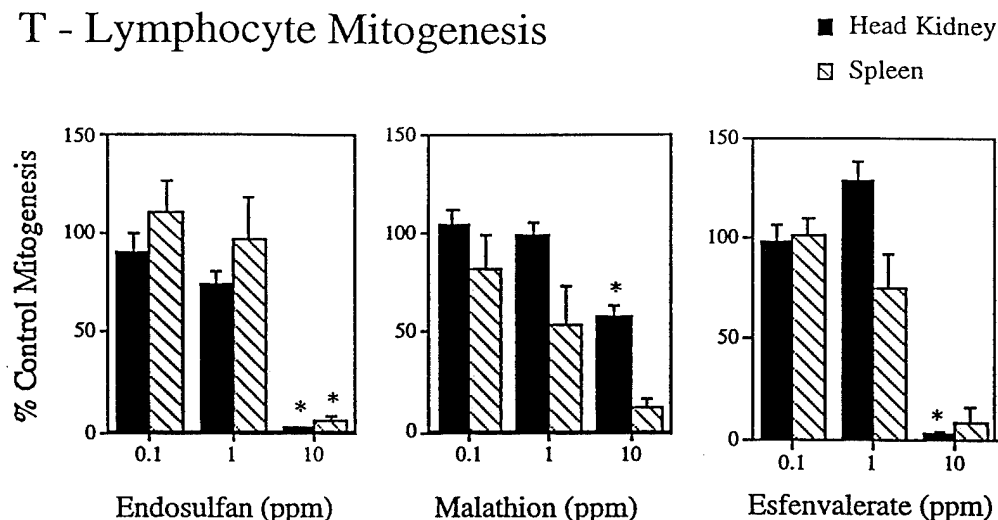 T - Lymphocyte Mitogenesis
Head Kidney
Spleen
% Control Mitogenesis
150
100
50
0
*
*
0.1 1 10
Endosulfan (ppm)
150
100
50
0
*
0.1 1 10
Malathion (ppm)
150
100
50
0
*
0.1 1 10
Esfenvalerate (ppm)